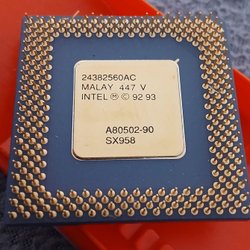 24382560AC
MALAY 447 V
INTEL ® © 92 93
A80502-90
SX958